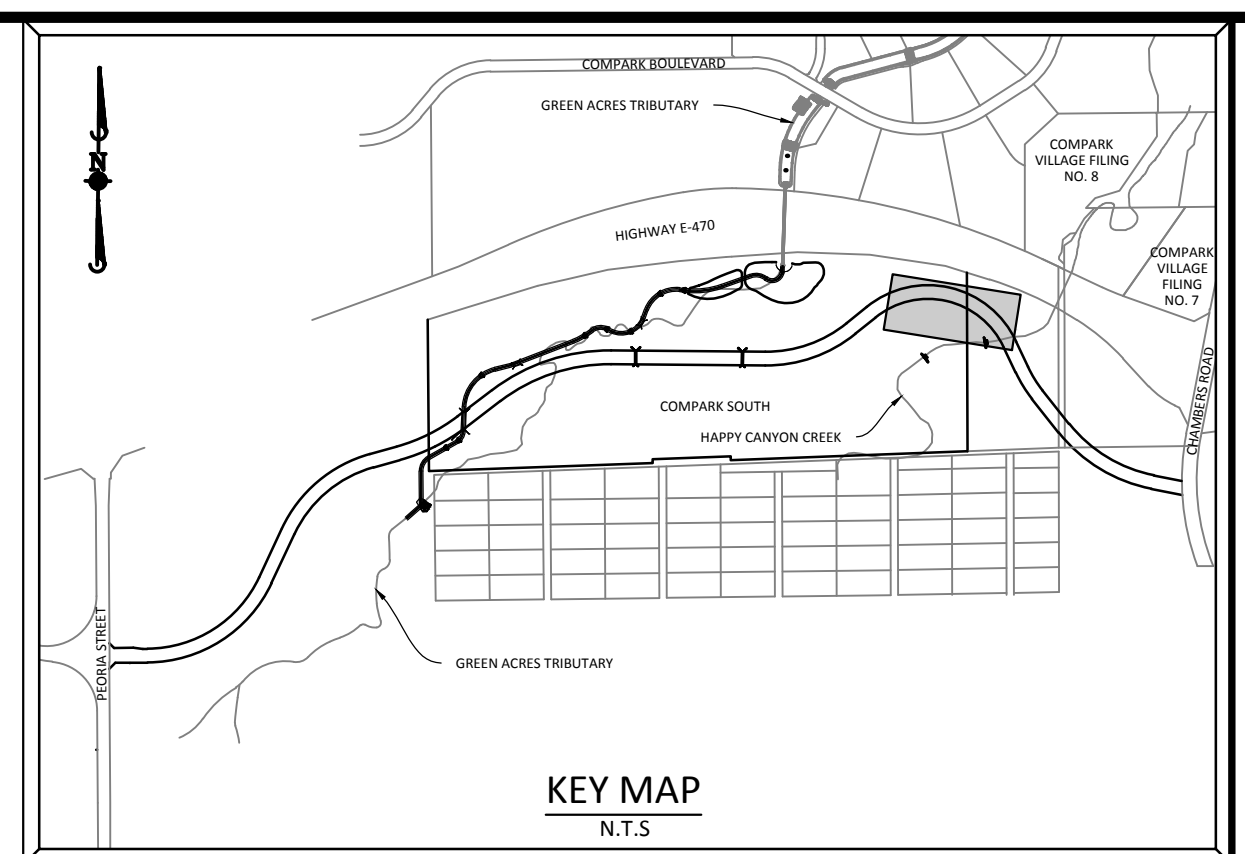 COMPARK BOULEVARD
GREEN ACRES TRIBUTARY
N
COMPARK
VILLAGE FILING
NO. 8
HIGHWAY E-470
COMPARK
VILLAGE
FILING
NO. 7
CHAMBERS ROAD
COMPARK SOUTH
HAPPY CANYON CREEK
PEORIA STREET
GREEN ACRES TRIBUTARY
KEY MAP
N.T.S